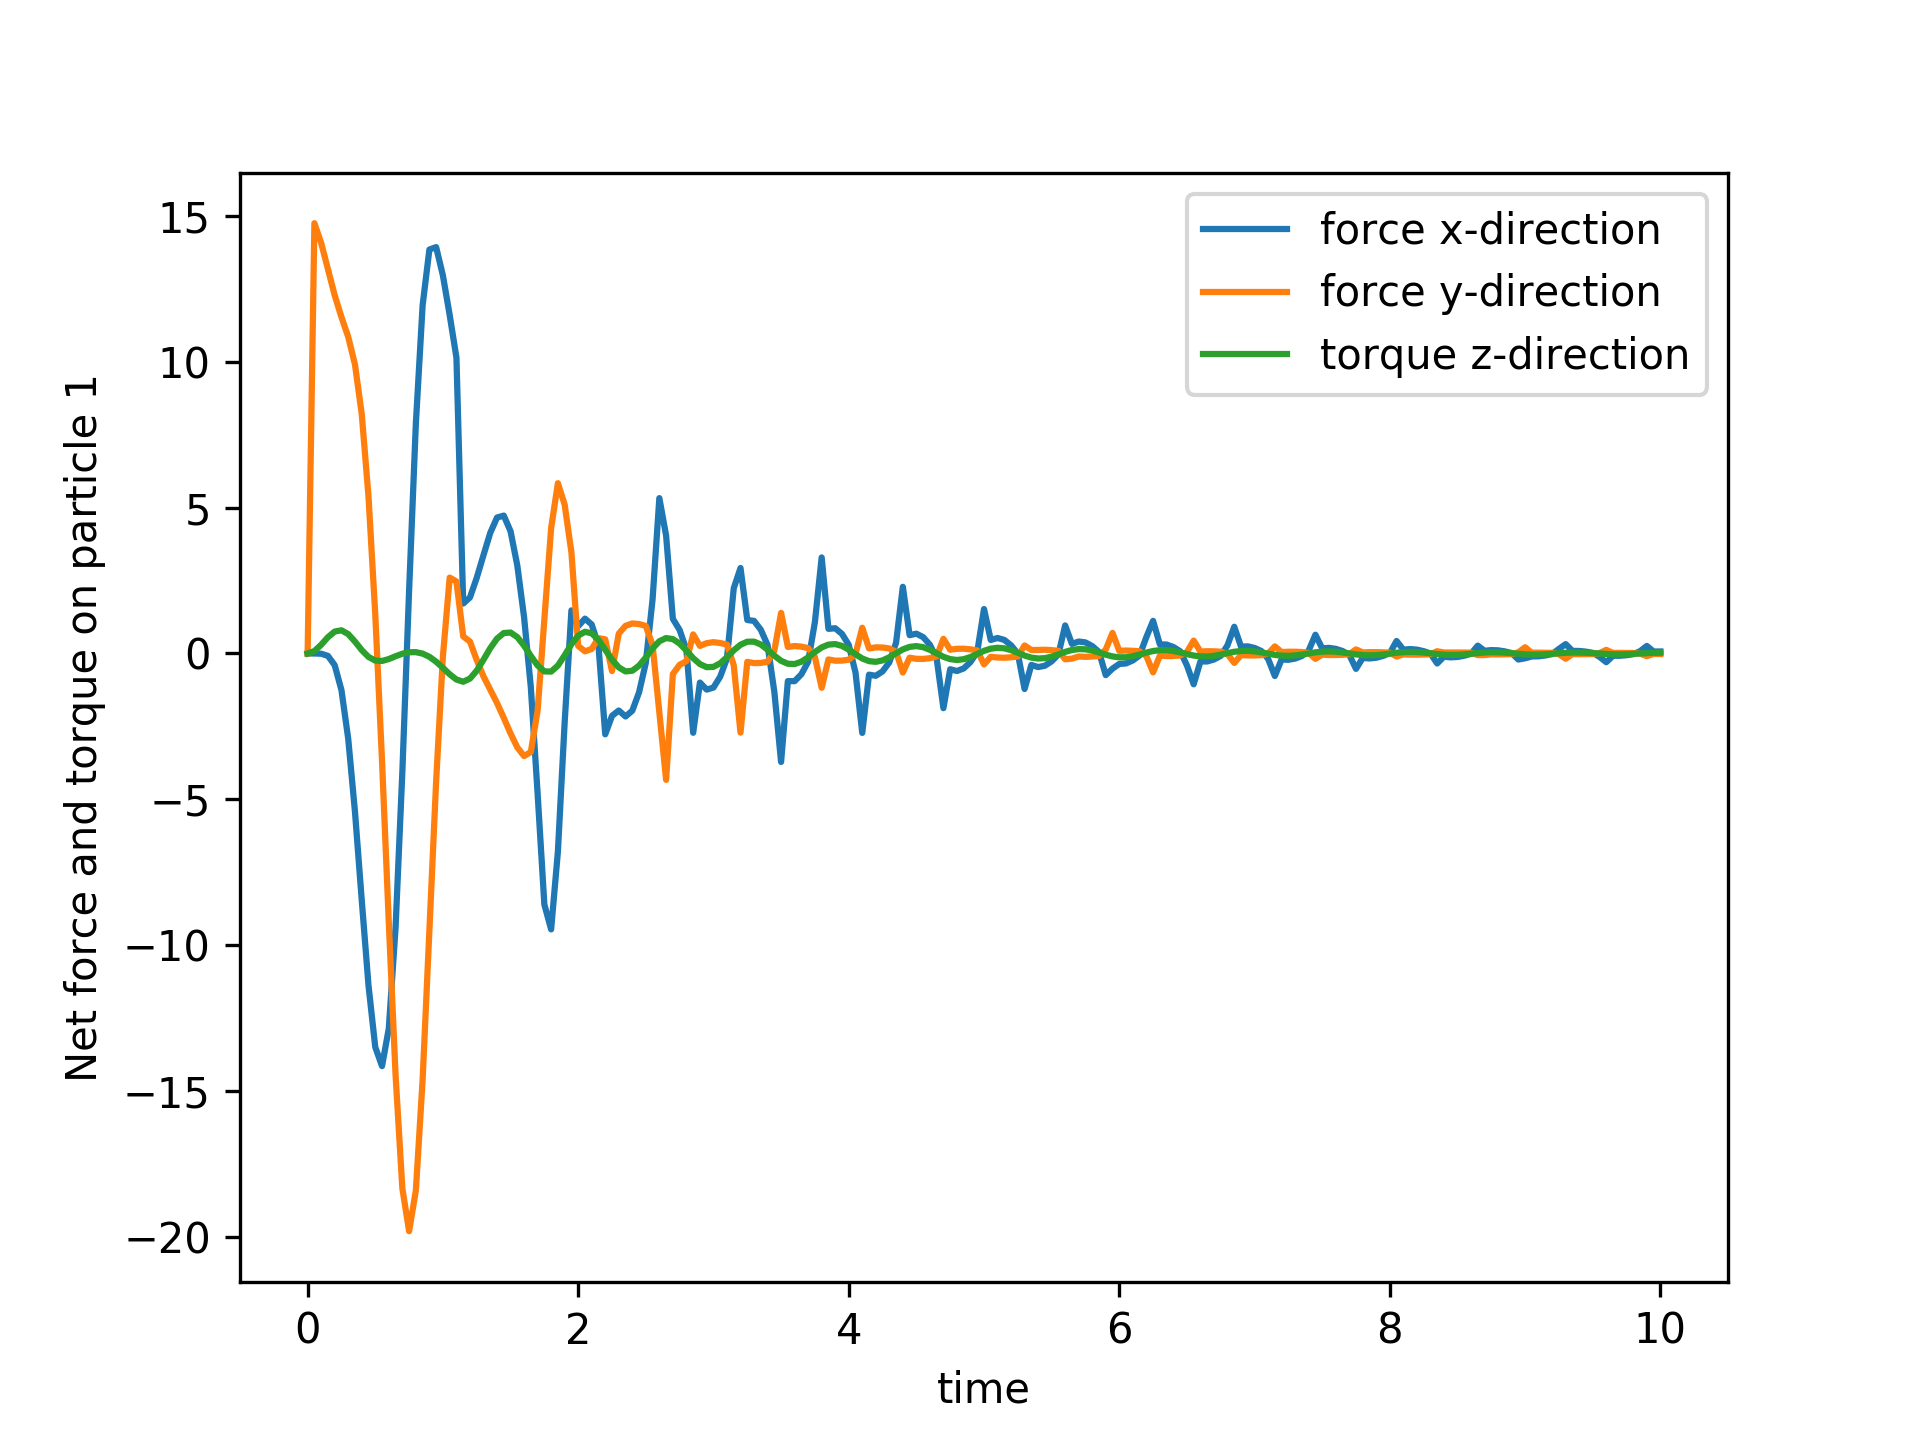 force x-direction
force y-direction
torque z-direction
15
10
5
0
−5
−10
−15
−20
Net force and torque on particle 1
0 2 4 6 8 10
time